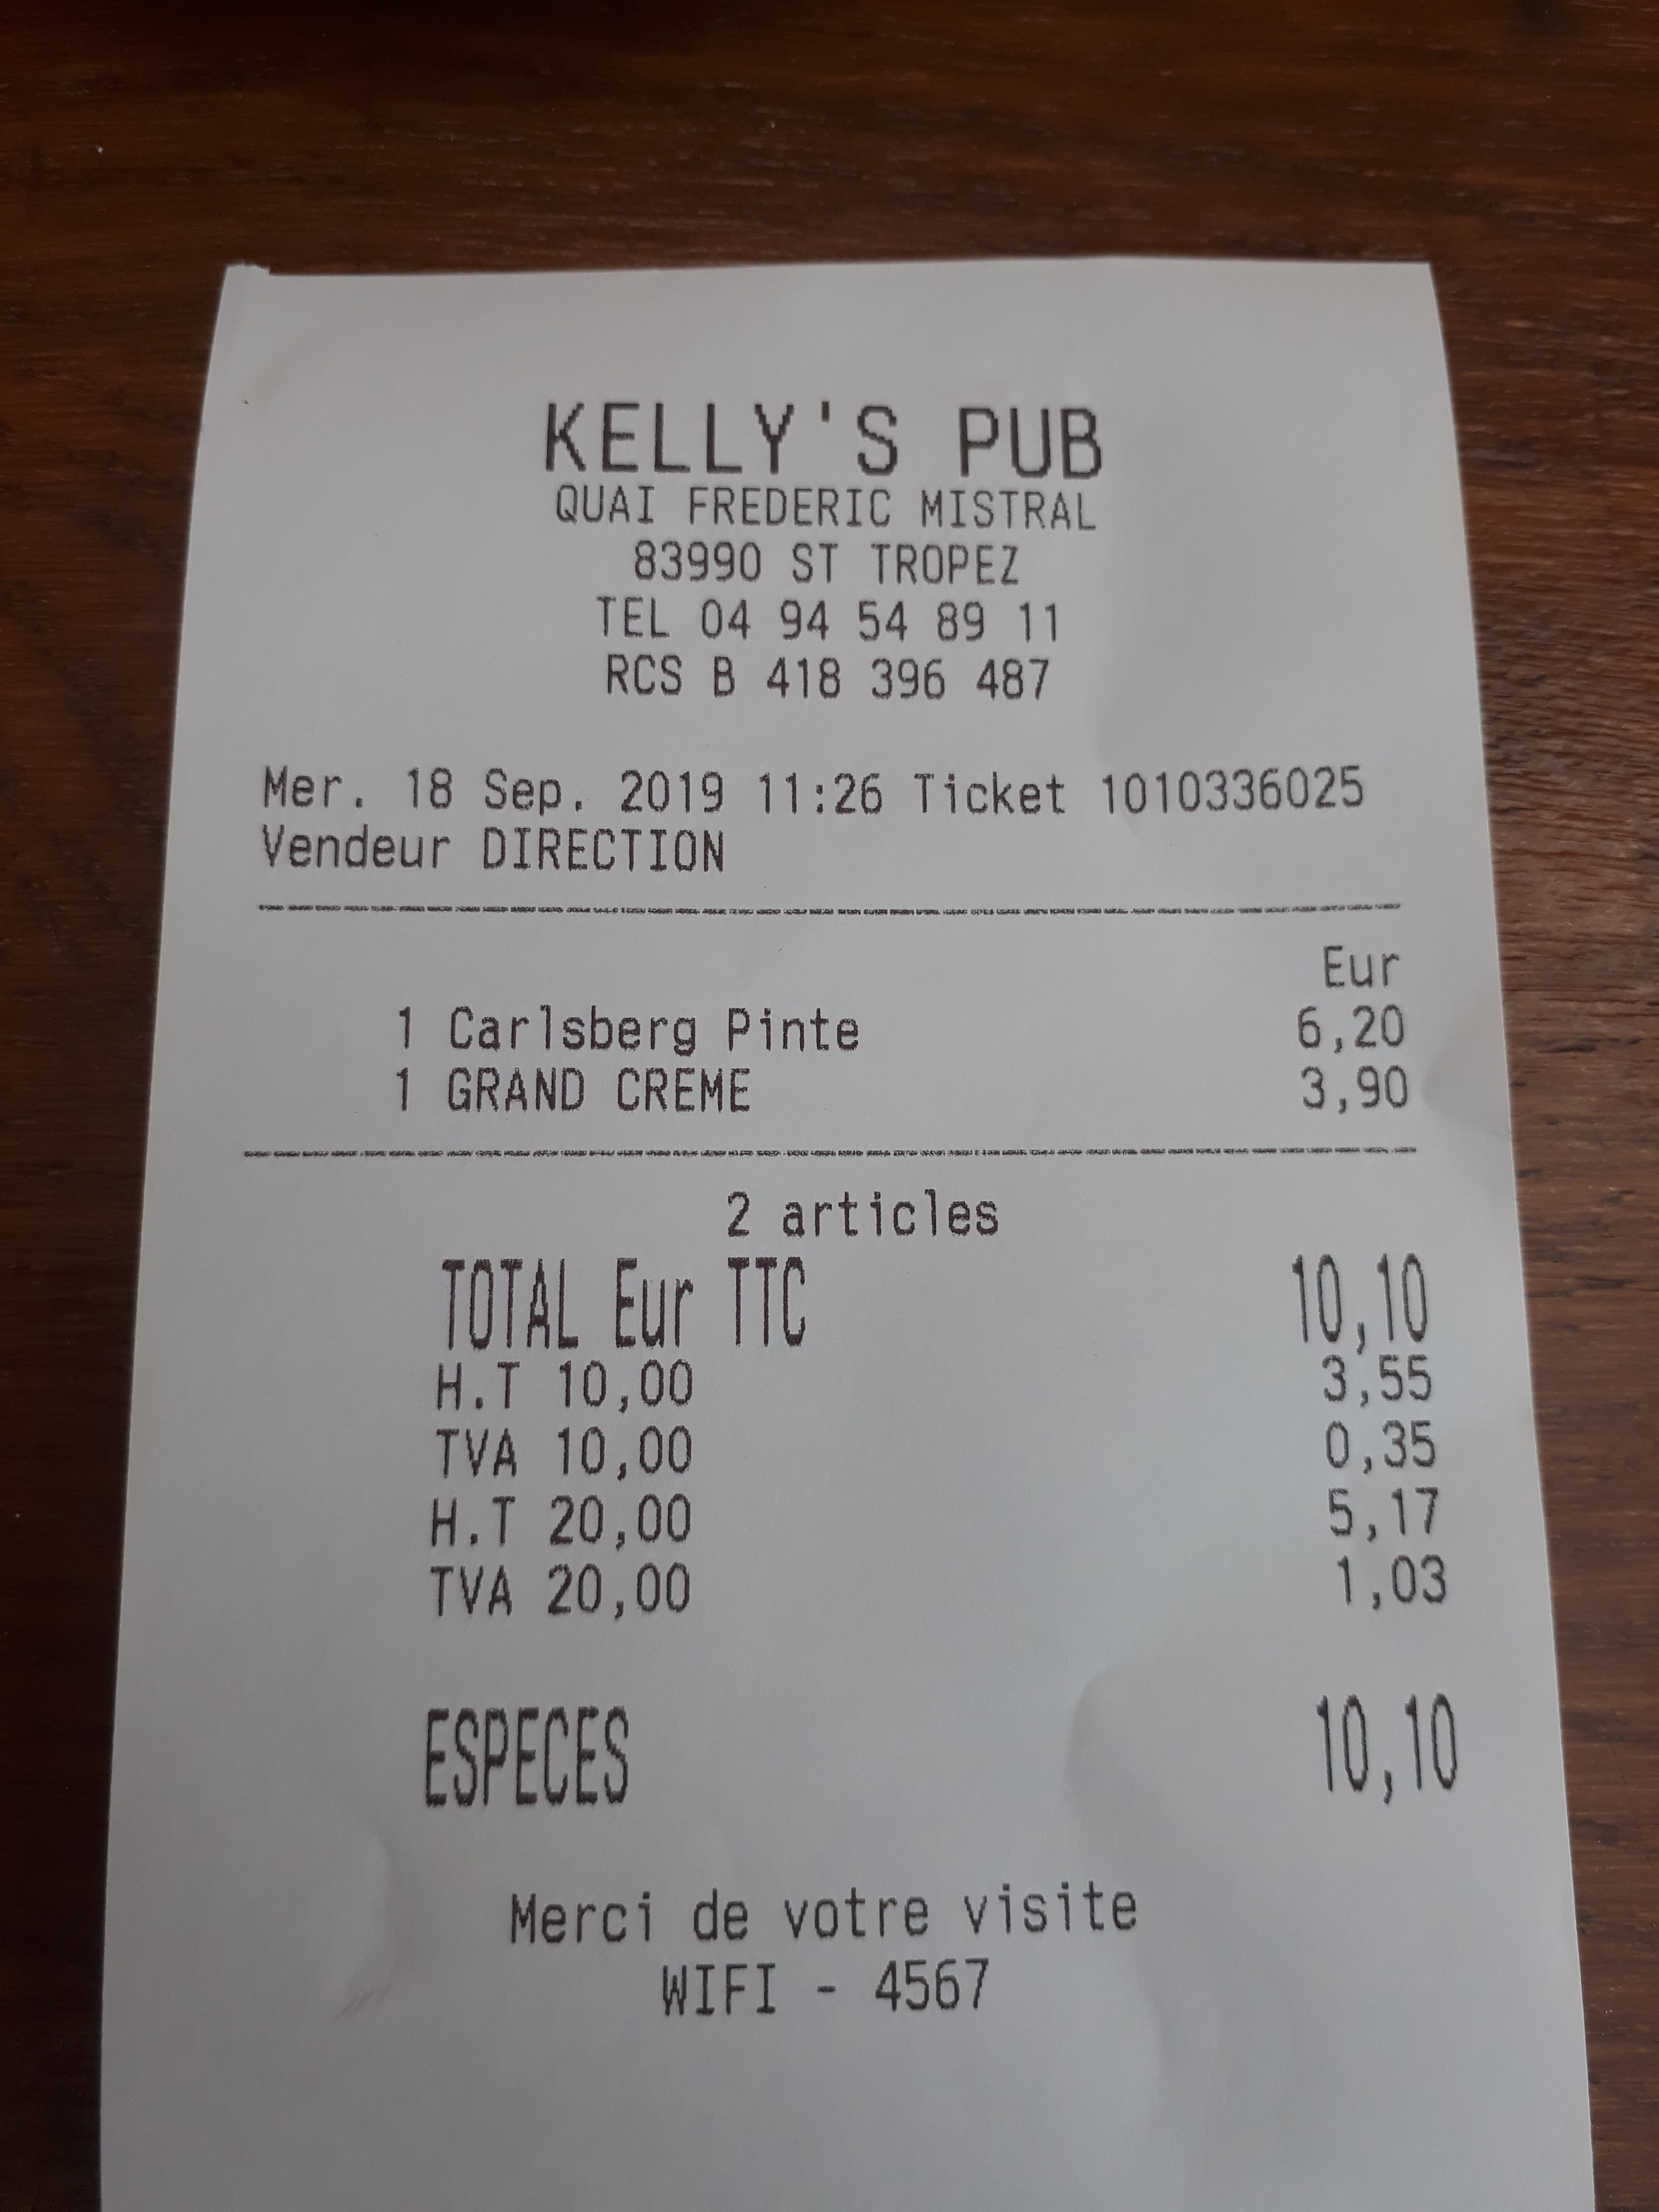 KELLY'S PUB
QUAI FREDERIC MISTRAL
83990 ST TROPEZ
TEL 04 94 54 89 11
RCS B 418 396 487
Mer. 18 Sep. 2019 11:26 Ticket 1010336025
Vendeur DIRECTION
Eur
1 Carlsberg Pinte 6,20
1 GRAND CREME 3,90
2 articles
TOTAL Eur TTC 10,10
H.T 10,00 3,55
TVA 10,00 0,35
H.T 20,00 5,17
TVA 20,00 1,03
ESPECES 10,10
Merci de votre visite
WIFI - 4567